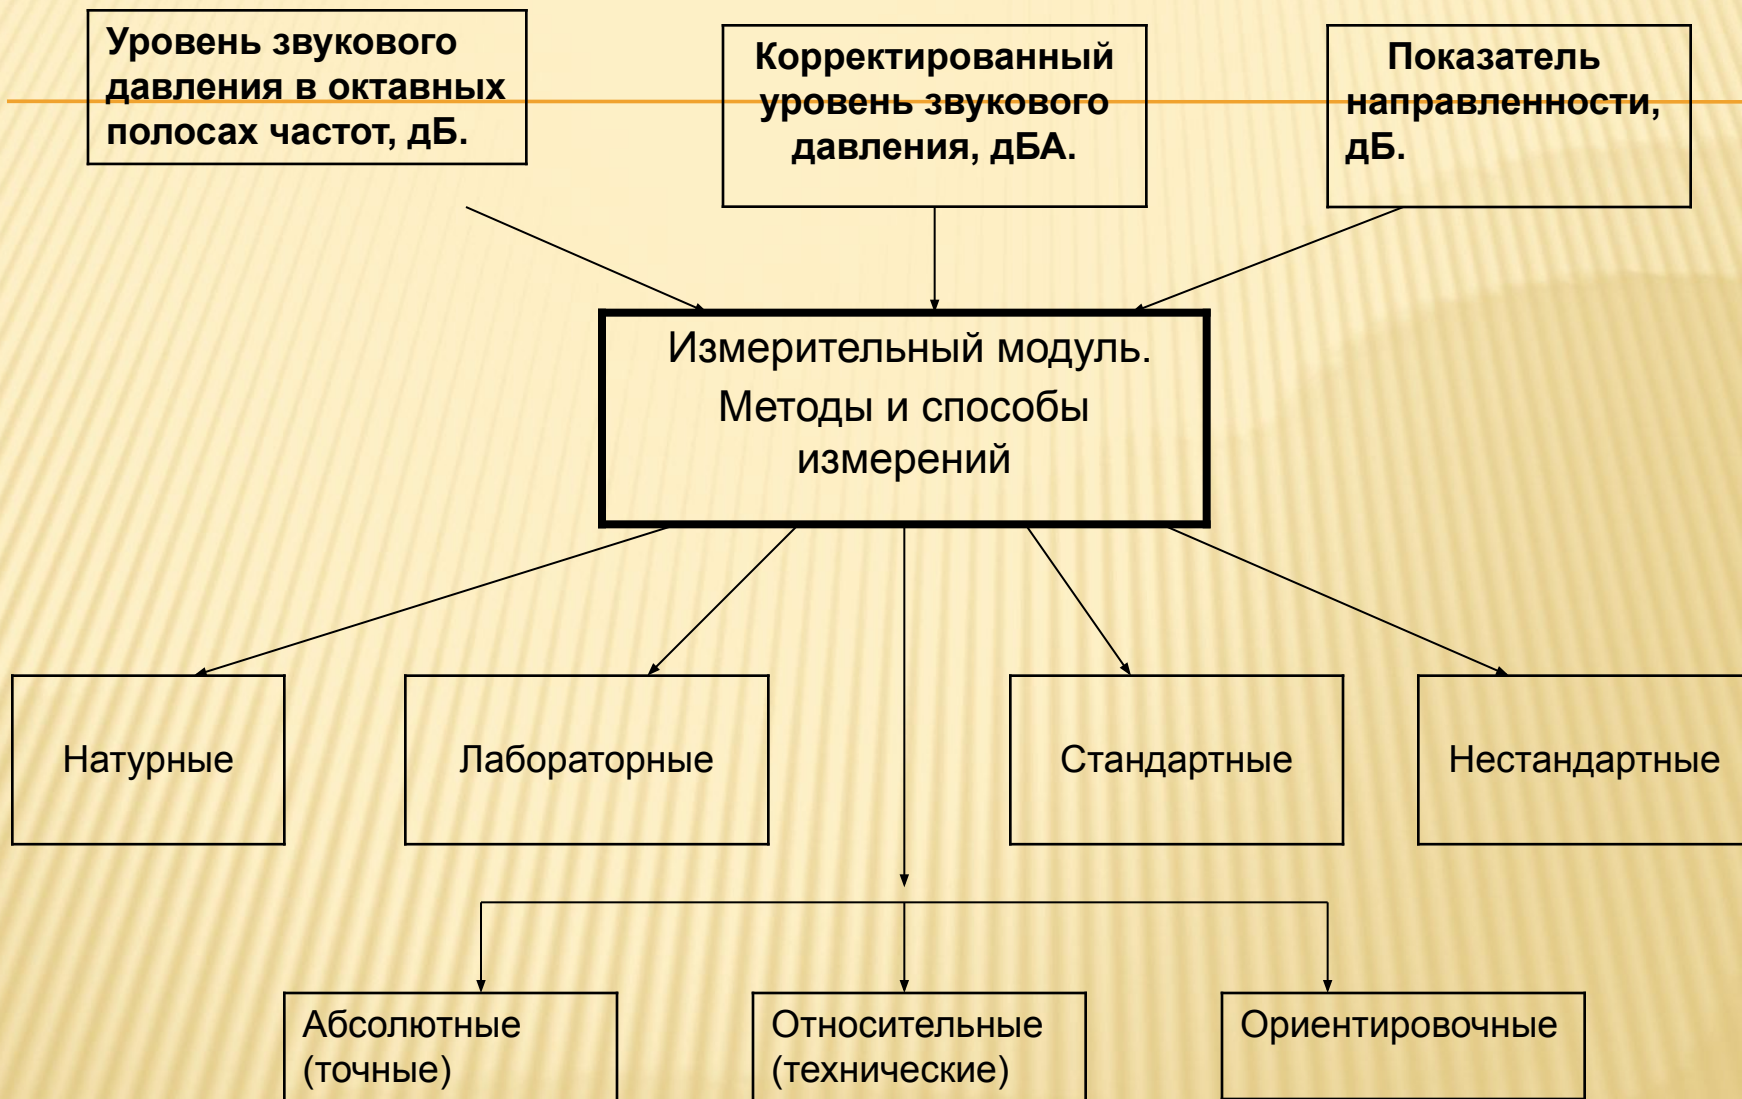 Уровень звукового
давления в октавных
полосах частот, дБ.
Корректированный
уровень звукового
давления, дБА.
Показатель
направленности,
дБ.
Измерительный модуль.
Методы и способы
измерений
Натурные
Лабораторные
Стандартные
Нестандартные
Абсолютные
(точные)
Относительные
(технические)
Ориентировочные